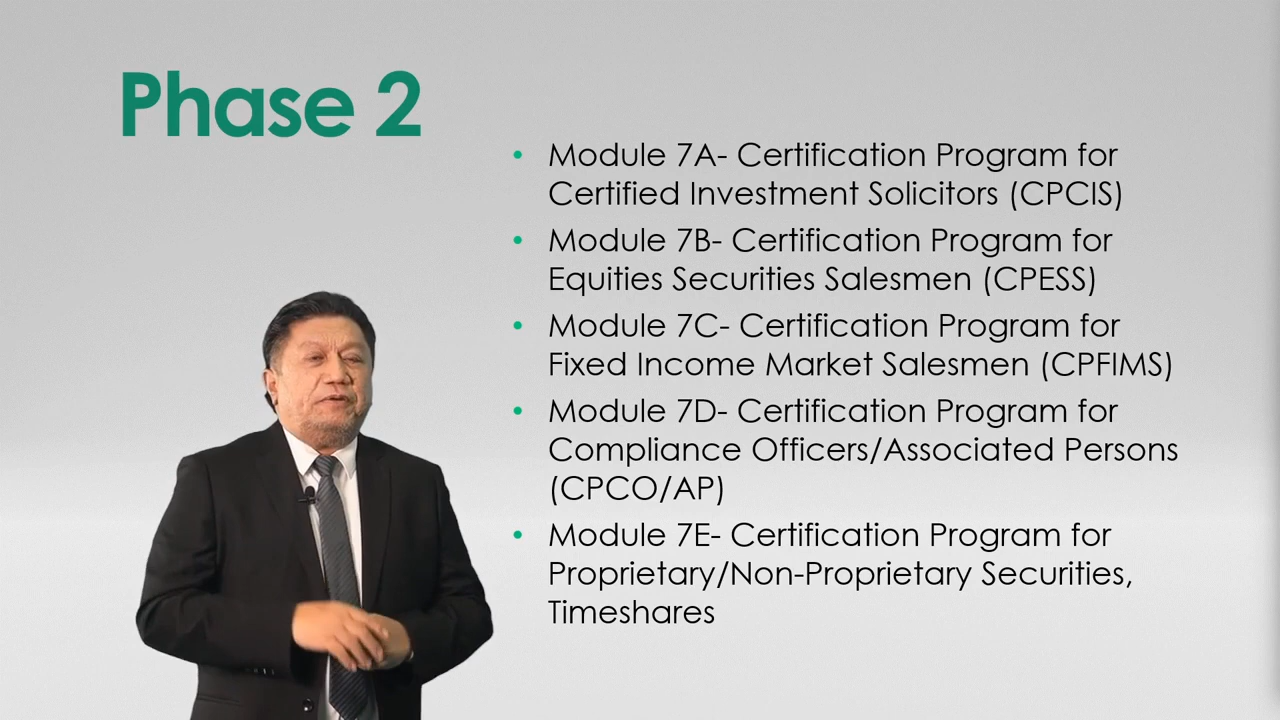 Phase 2
• Module 7A- Certification Program for
Certified Investment Solicitors (CPCIS)
• Module 7B- Certification Program for
Equities Securities Salesmen (CPESS)
• Module 7C- Certification Program for
Fixed Income Market Salesmen (CPFIMS)
• Module 7D- Certification Program for
Compliance Officers/Associated Persons
(CPCO/AP)
• Module 7E- Certification Program for
Proprietary/Non-Proprietary Securities,
Timeshares